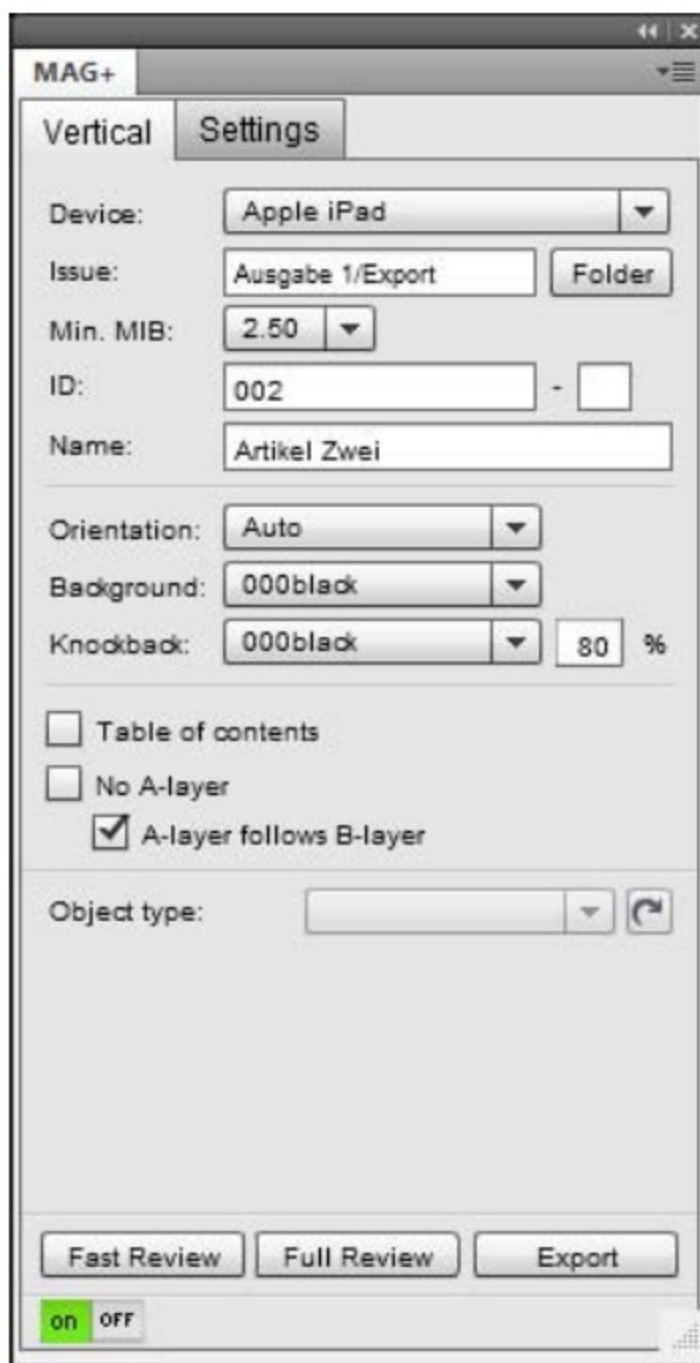 MAG+
Vertical Settings
Device: Apple iPad
Issue: Ausgabe 1/Export Folder
Min. MIB: 2.50
ID: 002 -
Name: Artikel Zwei
Orientation: Auto
Background: 000black
Knockback: 000black 80 %
Table of contents
No A-layer
A-layer follows B-layer
Object type:
Fast Review Full Review Export
on OFF